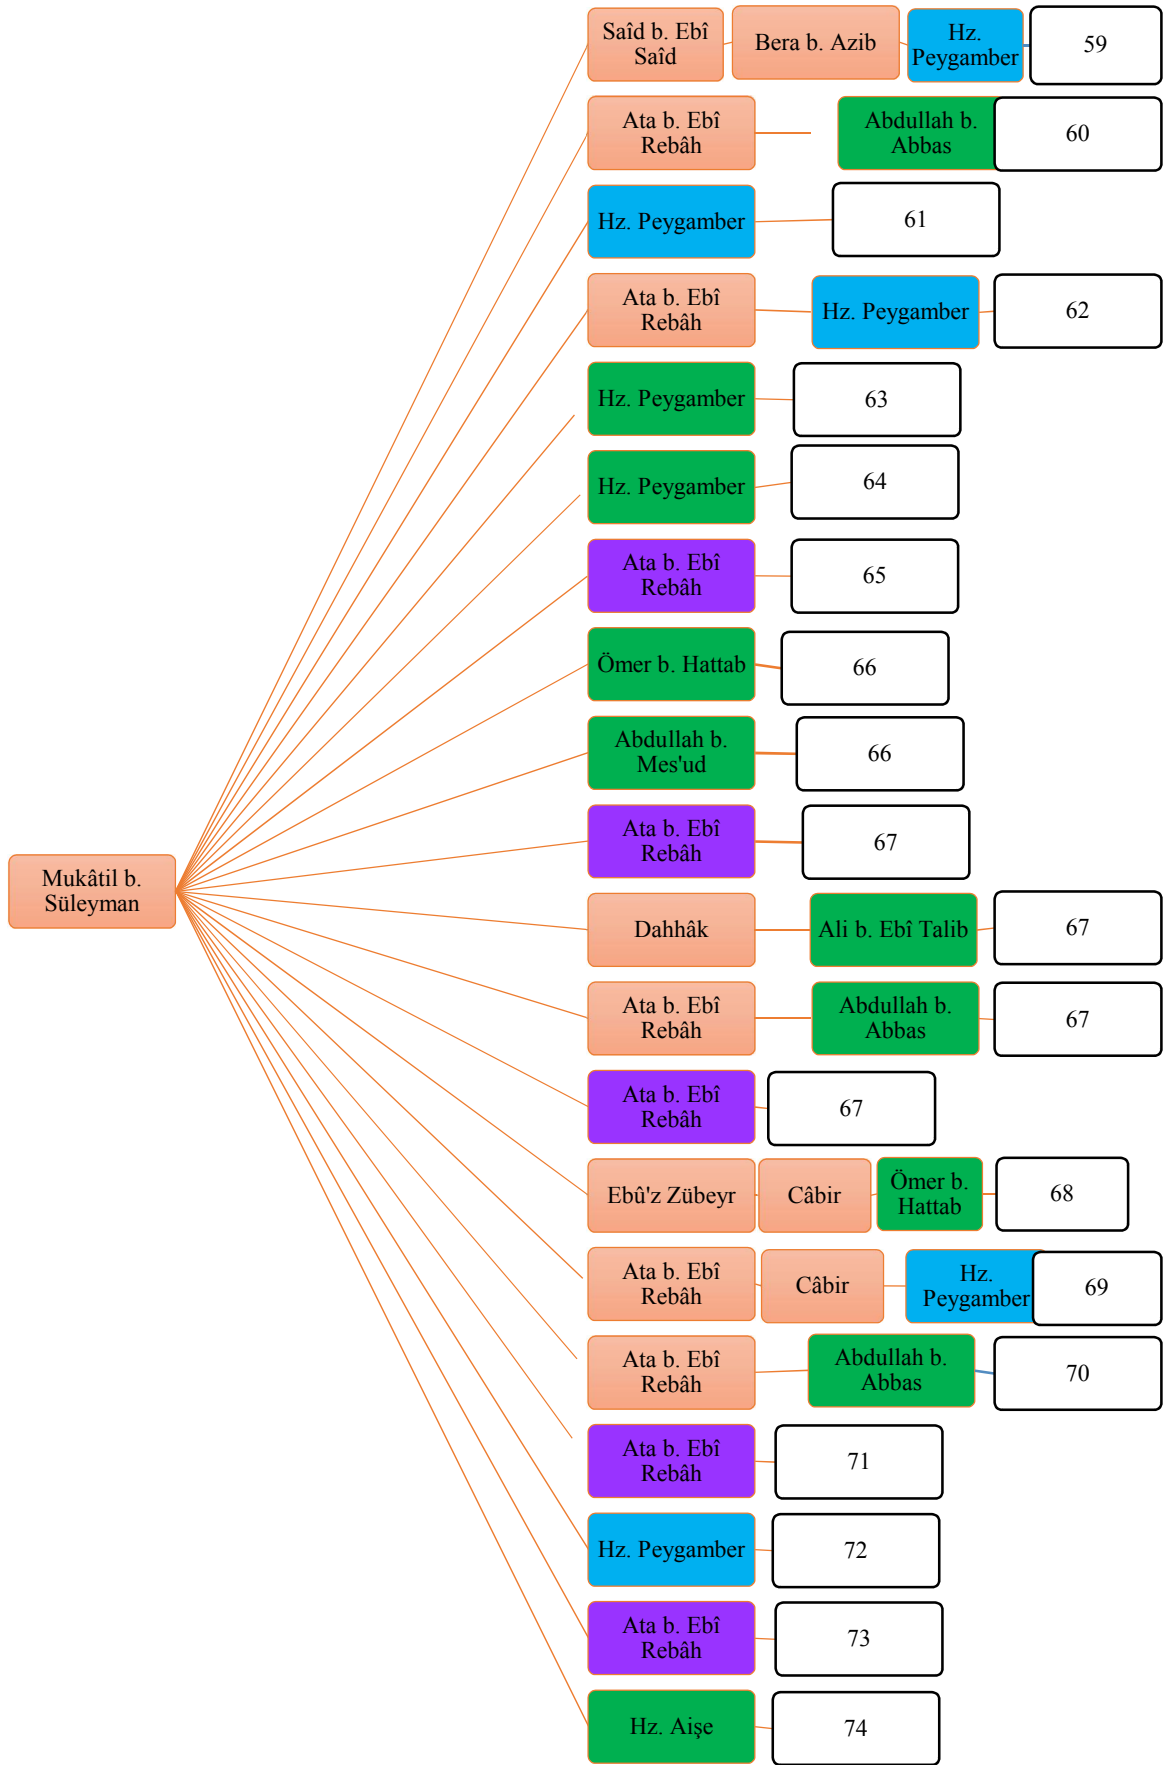 Saîd b. Ebî
Saîd
Bera b. Azib
Hz.
Peygamber
59
Ata b. Ebî
Rebâh
Abdullah b.
Abbas
60
Hz. Peygamber
61
Ata b. Ebî
Rebâh
Hz. Peygamber
62
Hz. Peygamber
63
Hz. Peygamber
64
Ata b. Ebî
Rebâh
65
Ömer b. Hattab
66
Abdullah b.
Mes'ud
66
Ata b. Ebî
Rebâh
67
Mukâtil b.
Süleyman
Dahhâk
Ali b. Ebî Talib
67
Ata b. Ebî
Rebâh
Abdullah b.
Abbas
67
Ata b. Ebî
Rebâh
67
Ebû'z Zübeyr
Câbir
Ömer b.
Hattab
68
Ata b. Ebî
Rebâh
Câbir
Hz.
Peygamber
69
Ata b. Ebî
Rebâh
Abdullah b.
Abbas
70
Ata b. Ebî
Rebâh
71
Hz. Peygamber
72
Ata b. Ebî
Rebâh
73
Hz. Aişe
74